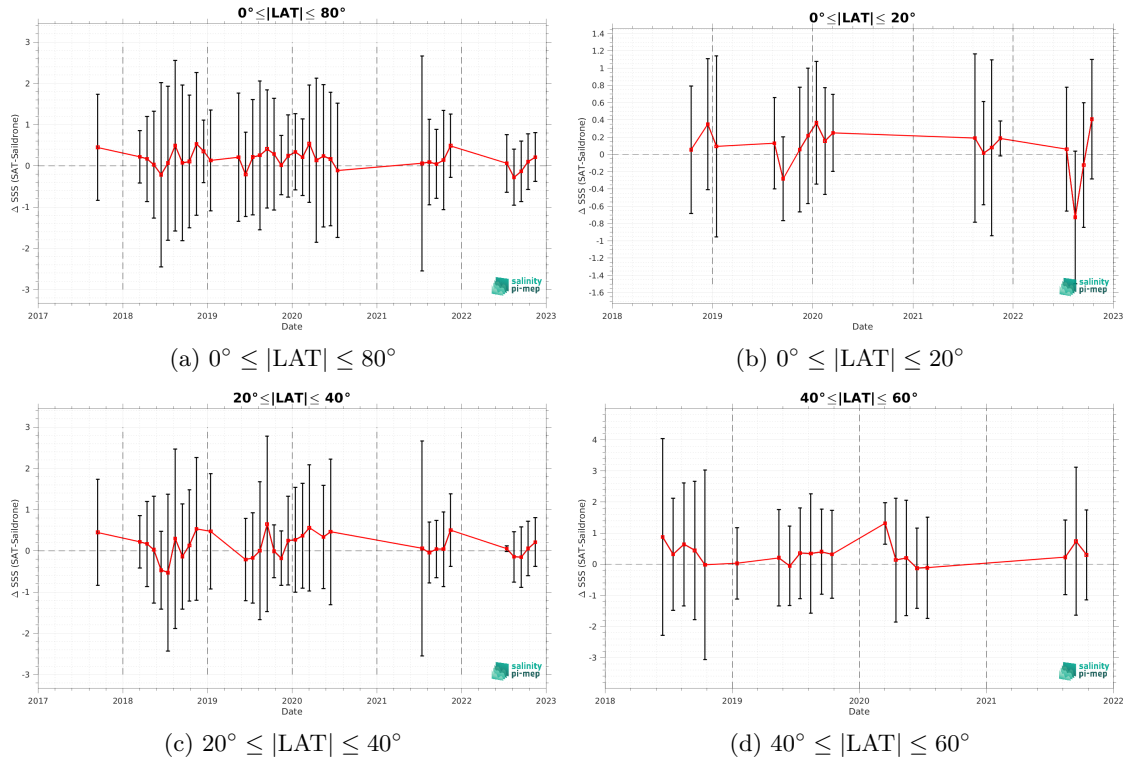 0°≤|LAT|≤ 80°
Δ SSS (SAT-Saildrone)
3
2
1
0
-1
-2
-3
2017 2018 2019 2020 2021 2022 2023
Date
salinity
pi-mep
(a) 0° ≤ |LAT| ≤ 80°
0°≤|LAT|≤ 20°
Δ SSS (SAT-Saildrone)
1.4
1.2
1
0.8
0.6
0.4
0.2
0
-0.2
-0.4
-0.6
-0.8
-1
-1.2
-1.4
-1.6
2019 2020 2021 2022 2023
Date
salinity
pi-mep
(b) 0° ≤ |LAT| ≤ 20°
20°≤|LAT|≤ 40°
Δ SSS (SAT-Saildrone)
3
2
1
0
-1
-2
-3
2017 2018 2019 2020 2021 2022 2023
Date
salinity
pi-mep
(c) 20° ≤ |LAT| ≤ 40°
40°≤|LAT|≤ 60°
Δ SSS (SAT-Saildrone)
4
3
2
1
0
-1
-2
-3
2018 2019 2020 2021 2022
Date
salinity
pi-mep
(d) 40° ≤ |LAT| ≤ 60°